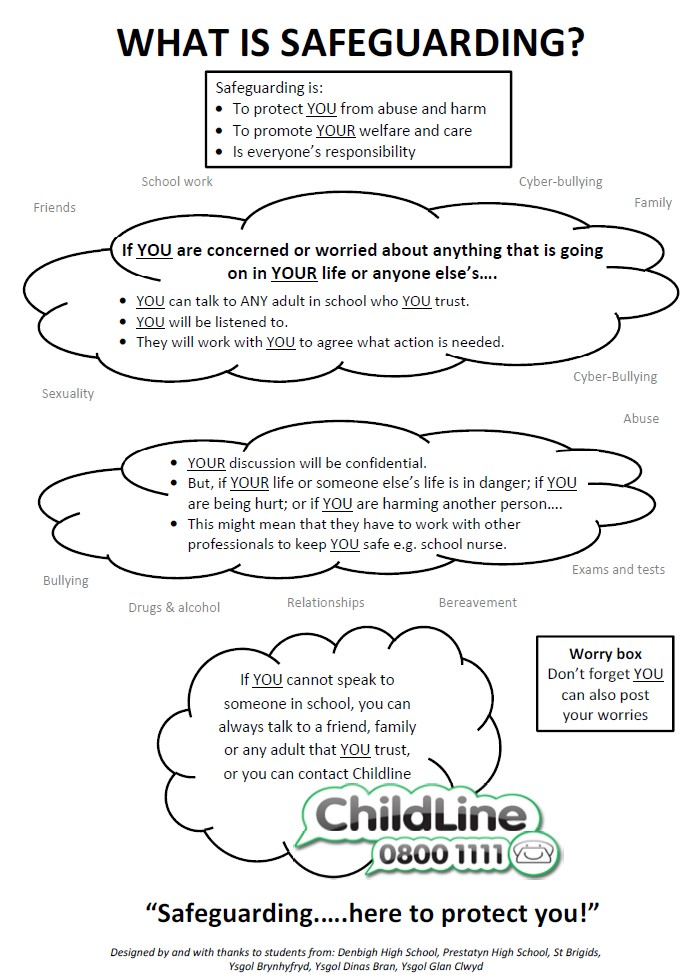 WHAT IS SAFEGUARDING?
Safeguarding is:
• To protect YOU from abuse and harm
• To promote YOUR welfare and care
• Is everyone's responsibility
School work
Cyber-bullying
Friends
Family
If YOU are concerned or worried about anything that is going
on in YOUR life or anyone else's....
• YOU can talk to ANY adult in school who YOU trust.
• YOU will be listened to.
• They will work with YOU to agree what action is needed.
Cyber-Bullying
Sexuality
Abuse
• YOUR discussion will be confidential.
• But, if YOUR life or someone else's life is in danger; if YOU
are being hurt; or if YOU are harming another person....
• This might mean that they have to work with other
professionals to keep YOU safe e.g. school nurse.
Exams and tests
Bullying
Drugs & alcohol
Relationships
Bereavement
If YOU cannot speak to
someone in school, you can
always talk to a friend, family
or any adult that YOU trust,
or you can contact Childline
Worry box
Don't forget YOU
can also post
your worries
ChildLine
0800 1111
“Safeguarding.....here to protect you!”
Designed by and with thanks to students from: Denbigh High School, Prestatyn High School, St Brigids,
Ysgol Brynhyfryd, Ysgol Dinas Bran, Ysgol Glan Clwyd